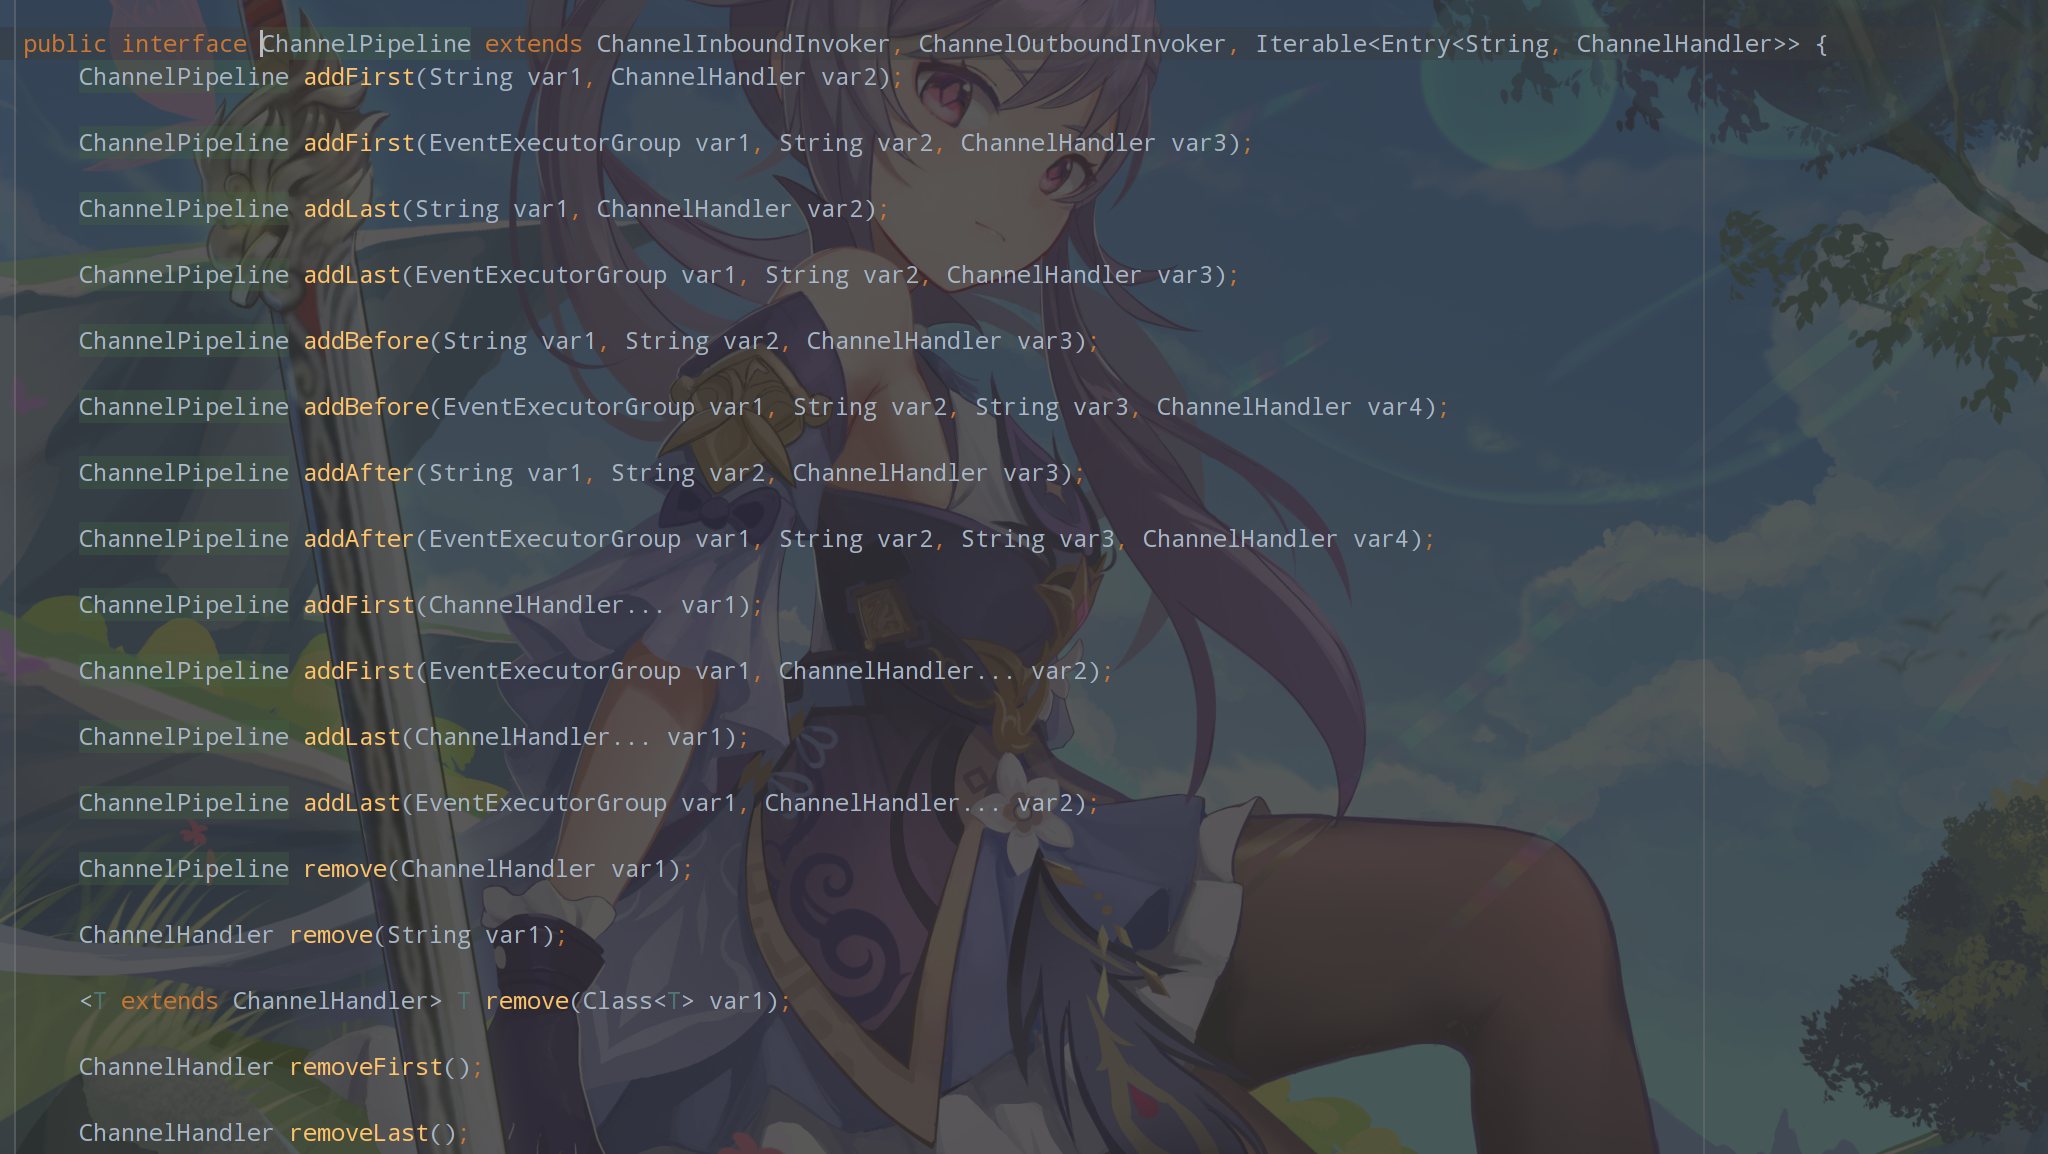 public interface ChannelPipeline extends ChannelInboundInvoker, ChannelOutboundInvoker, Iterable<Entry<String, ChannelHandler>> {
ChannelPipeline addFirst(String var1, ChannelHandler var2);
ChannelPipeline addFirst(EventExecutorGroup var1, String var2, ChannelHandler var3);
ChannelPipeline addLast(String var1, ChannelHandler var2);
ChannelPipeline addLast(EventExecutorGroup var1, String var2, ChannelHandler var3);
ChannelPipeline addBefore(String var1, String var2, ChannelHandler var3);
ChannelPipeline addBefore(EventExecutorGroup var1, String var2, String var3, ChannelHandler var4);
ChannelPipeline addAfter(String var1, String var2, ChannelHandler var3);
ChannelPipeline addAfter(EventExecutorGroup var1, String var2, String var3, ChannelHandler var4);
ChannelPipeline addFirst(ChannelHandler... var1);
ChannelPipeline addFirst(EventExecutorGroup var1, ChannelHandler... var2);
ChannelPipeline addLast(ChannelHandler... var1);
ChannelPipeline addLast(EventExecutorGroup var1, ChannelHandler... var2);
ChannelPipeline remove(ChannelHandler var1);
ChannelHandler remove(String var1);
<T extends ChannelHandler> T remove(Class<T> var1);
ChannelHandler removeFirst();
ChannelHandler removeLast();